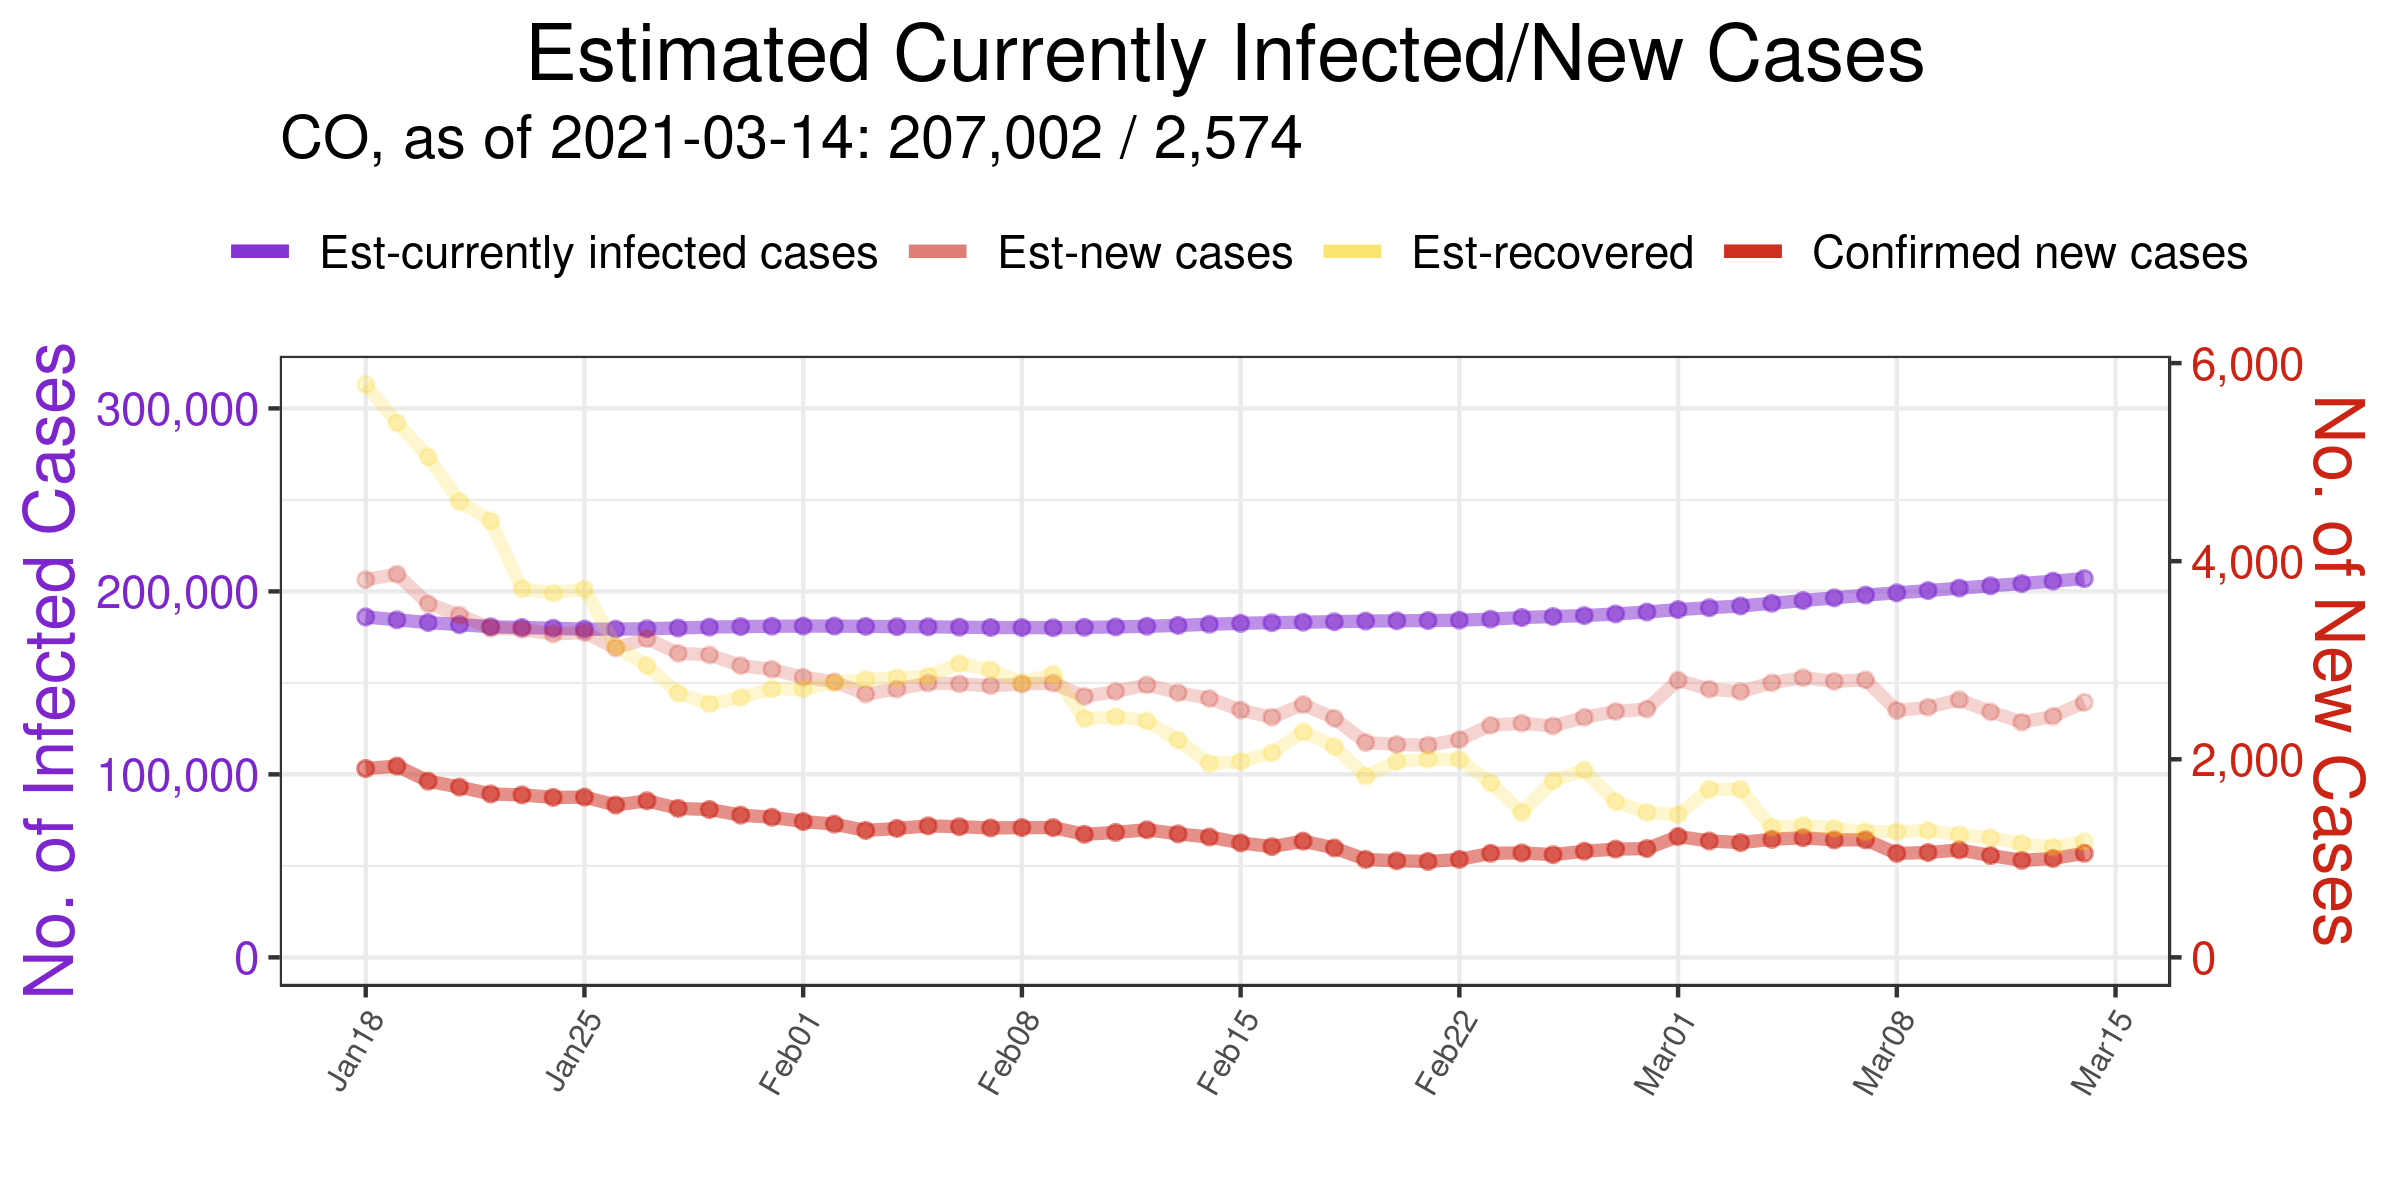 Estimated Currently Infected/New Cases
CO, as of 2021-03-14: 207,002 / 2,574
Est-currently infected cases Est-new cases Est-recovered Confirmed new cases
No. of Infected Cases
300,000
200,000
100,000
0
6,000
4,000
2,000
0
No. of New Cases
Jan18 Jan25 Feb01 Feb08 Feb15 Feb22 Mar01 Mar08 Mar15